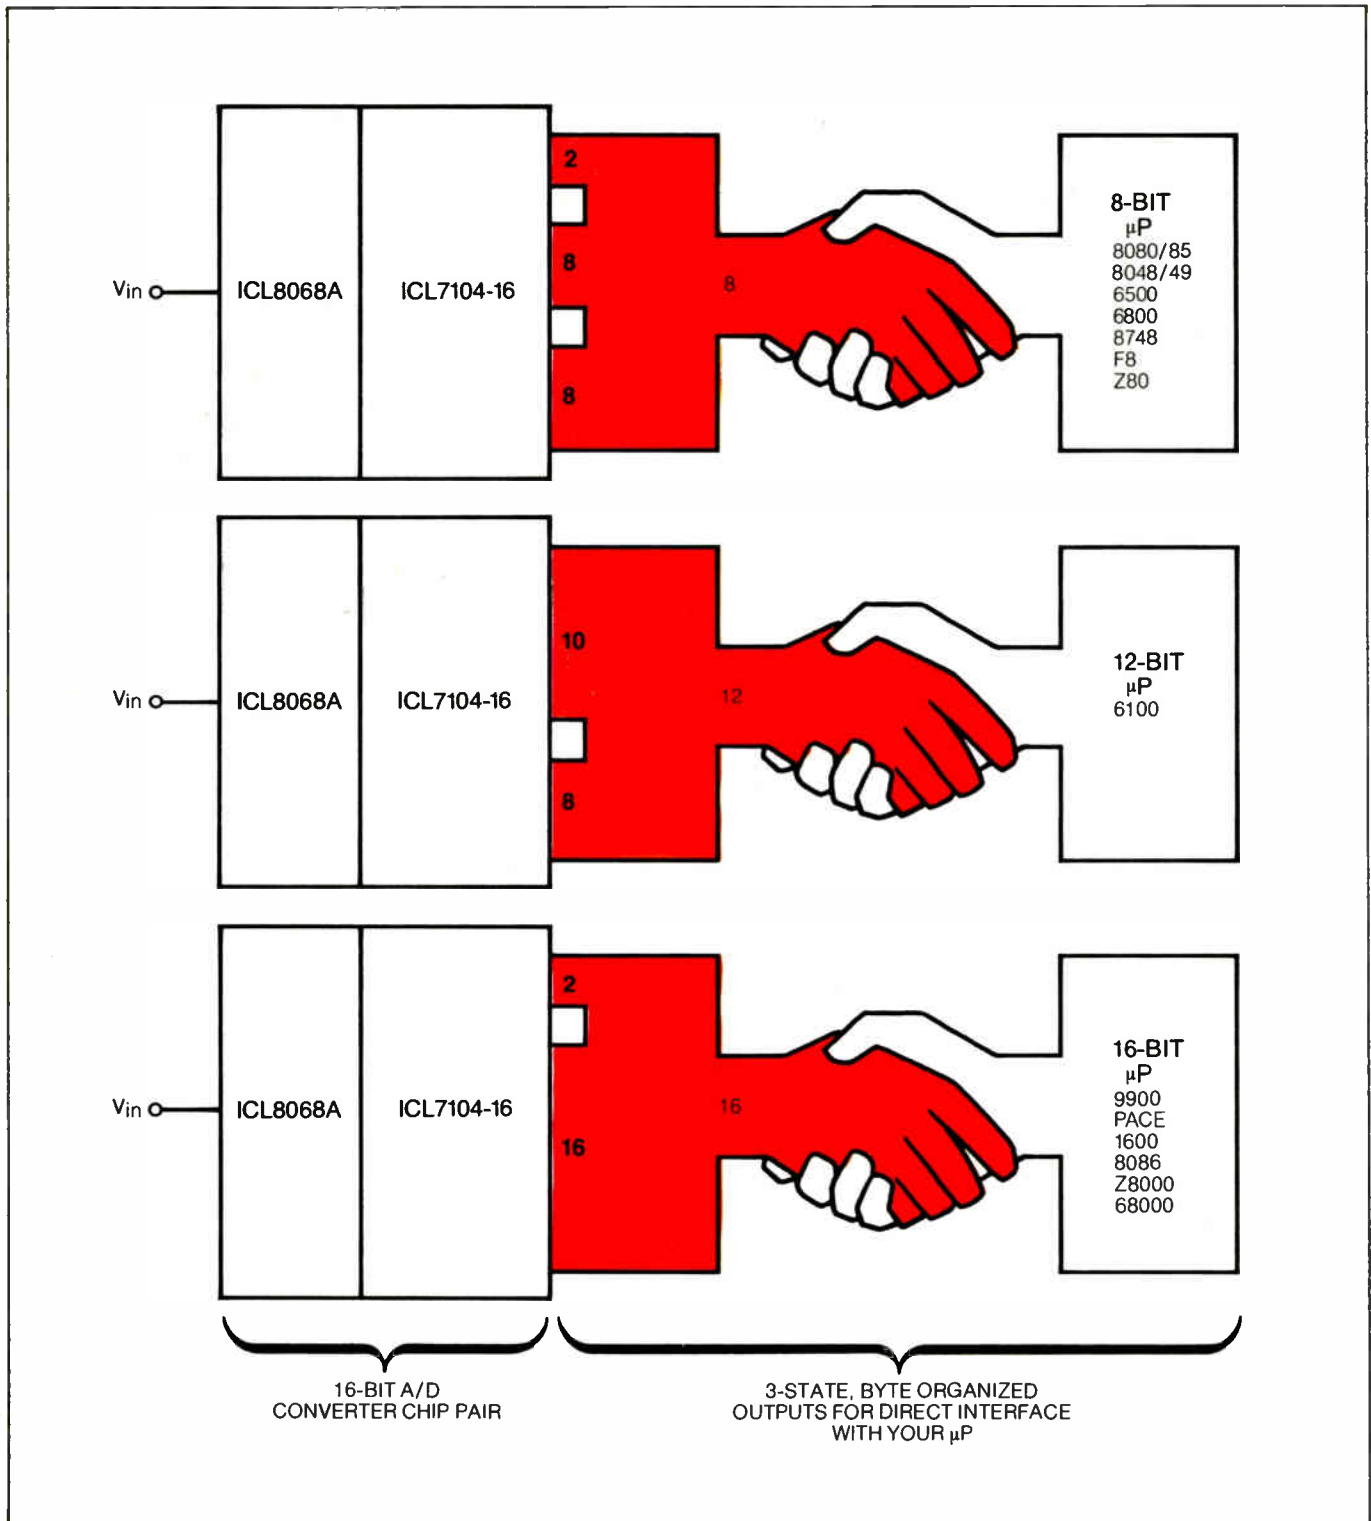 2
8
8
Vin
ICL8068A
ICL7104-16
8
8-BIT
μP
8080/85
8048/49
6500
6800
8748
F8
Z80
10
8
Vin
ICL8068A
ICL7104-16
12
12-BIT
μP
6100
2
16
Vin
ICL8068A
ICL7104-16
16
16-BIT
μP
9900
PACE
1600
8086
Z8000
68000
16-BIT A/D
CONVERTER CHIP PAIR
3-STATE, BYTE ORGANIZED
OUTPUTS FOR DIRECT INTERFACE
WITH YOUR μP